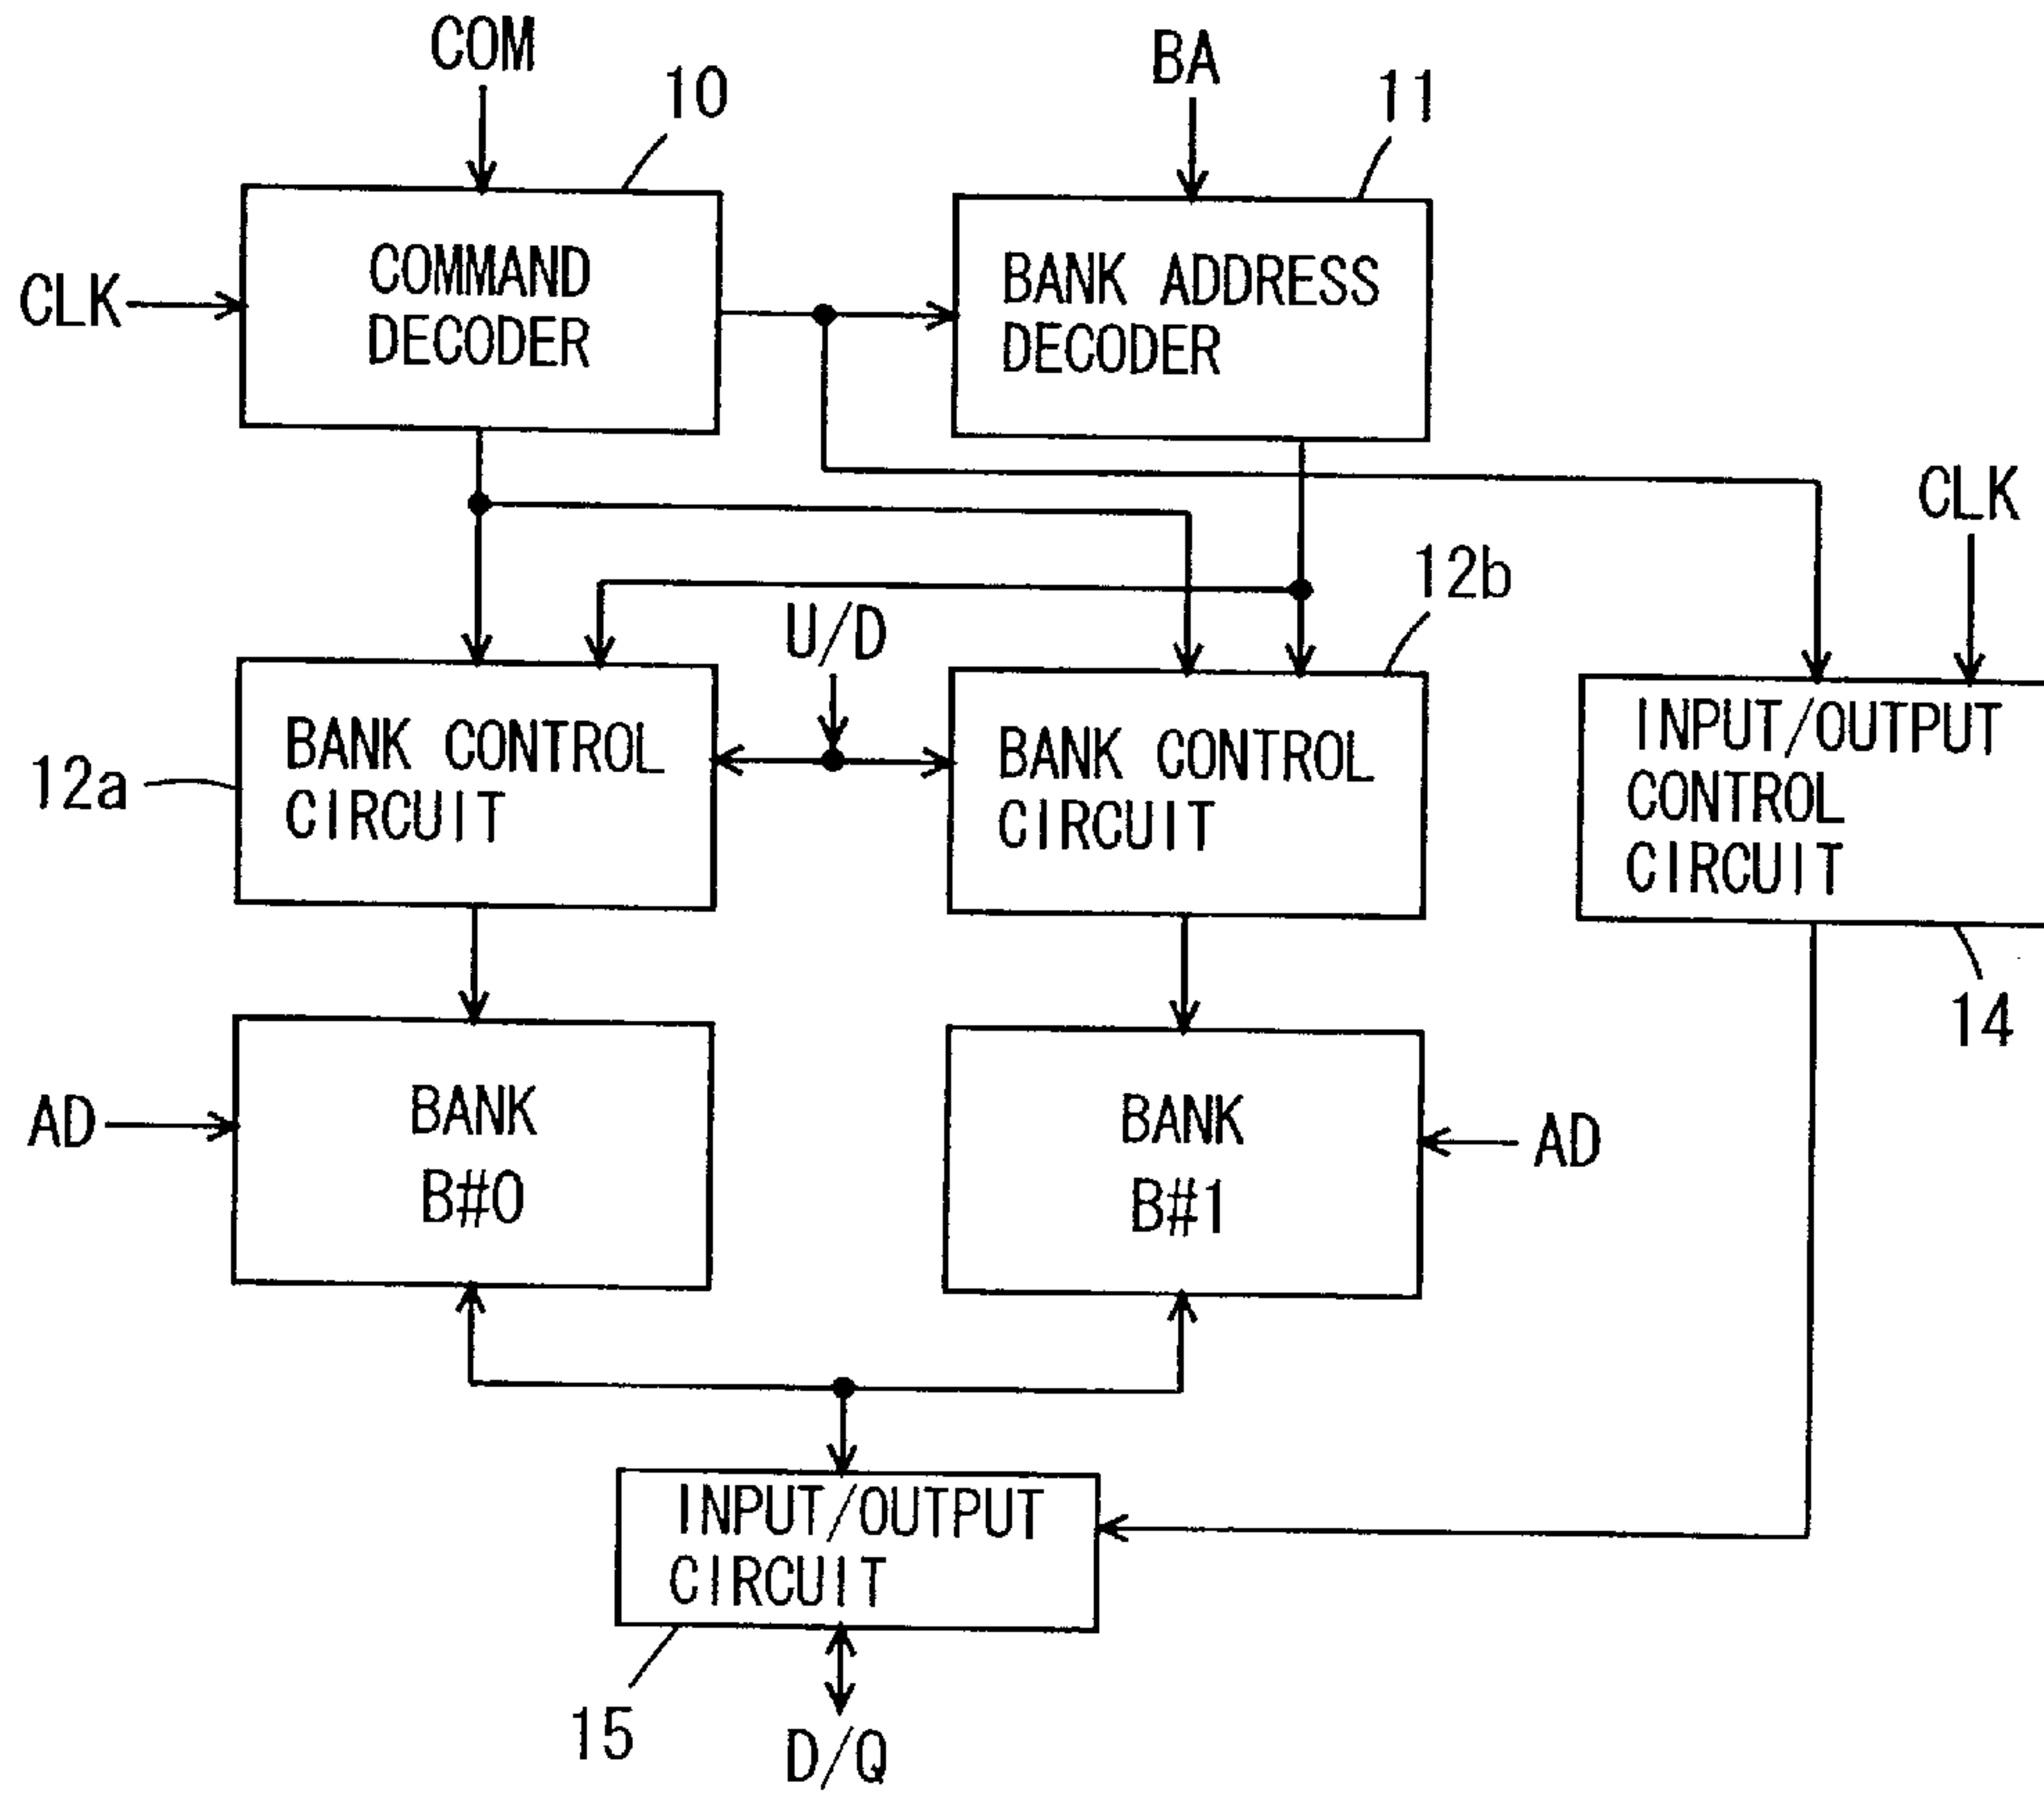 COM
BA
10
11
CLK
COMMAND
DECODER
BANK ADDRESS
DECODER
CLK
12b
U/D
12a
BANK CONTROL
CIRCUIT
BANK CONTROL
CIRCUIT
INPUT/OUTPUT
CONTROL
CIRCUIT
14
AD
BANK
B#0
BANK
B#1
AD
INPUT/OUTPUT
CIRCUIT
15
D/Q